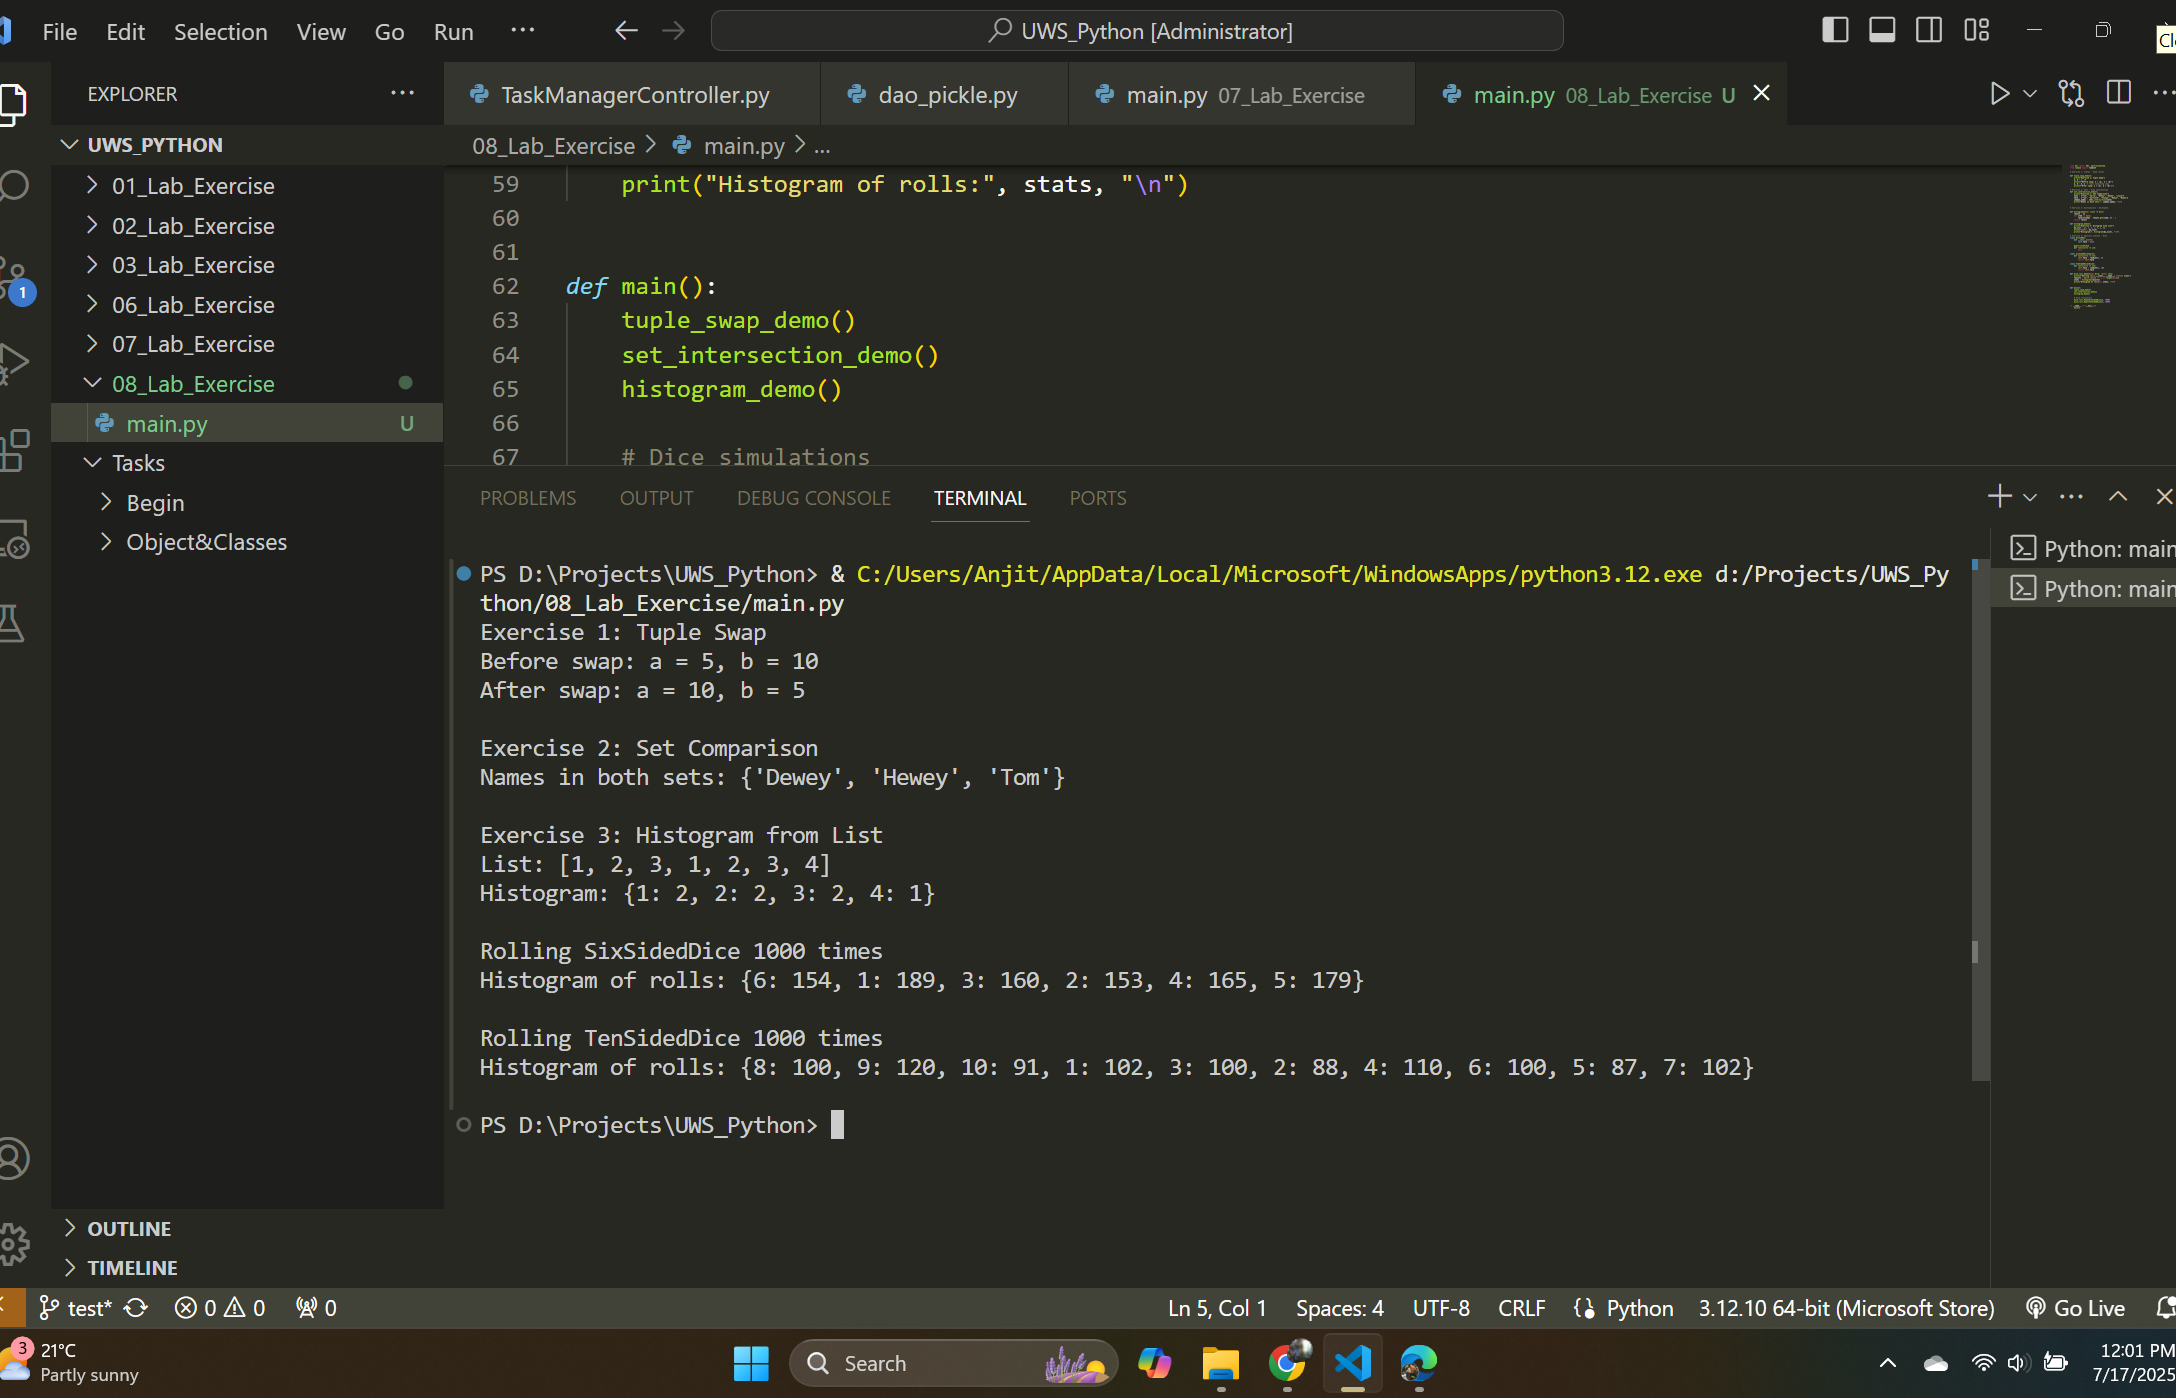 File Edit Selection View Go Run ··· UWS_Python [Administrator]
Cl
EXPLORER ···
TaskManagerController.py dao_pickle.py main.py 07_Lab_Exercise main.py 08_Lab_Exercise U
UWS_PYTHON
01_Lab_Exercise
02_Lab_Exercise
03_Lab_Exercise
06_Lab_Exercise
07_Lab_Exercise
08_Lab_Exercise
main.py U
Tasks
Begin
Object&Classes
OUTLINE
TIMELINE
1
08_Lab_Exercise > main.py > ...
59 print("Histogram of rolls:", stats, "\n")
60
61
62 def main():
63 tuple_swap_demo()
64 set_intersection_demo()
65 histogram_demo()
66
67 # Dice simulations
PROBLEMS OUTPUT DEBUG CONSOLE TERMINAL PORTS
Python: main
Python: main
PS D:\Projects\UWS_Python> & C:/Users/Anjit/AppData/Local/Microsoft/WindowsApps/python3.12.exe d:/Projects/UWS_Py
thon/08_Lab_Exercise/main.py
Exercise 1: Tuple Swap
Before swap: a = 5, b = 10
After swap: a = 10, b = 5
Exercise 2: Set Comparison
Names in both sets: {'Dewey', 'Hewey', 'Tom'}
Exercise 3: Histogram from List
List: [1, 2, 3, 1, 2, 3, 4]
Histogram: {1: 2, 2: 2, 3: 2, 4: 1}
Rolling SixSidedDice 1000 times
Histogram of rolls: {6: 154, 1: 189, 3: 160, 2: 153, 4: 165, 5: 179}
Rolling TenSidedDice 1000 times
Histogram of rolls: {8: 100, 9: 120, 10: 91, 1: 102, 3: 100, 2: 88, 4: 110, 6: 100, 5: 87, 7: 102}
PS D:\Projects\UWS_Python>
test* 0 0 0 Ln 5, Col 1 Spaces: 4 UTF-8 CRLF Python 3.12.10 64-bit (Microsoft Store) Go Live
3 21°C
Partly sunny
Search
12:01 PM
7/17/2025